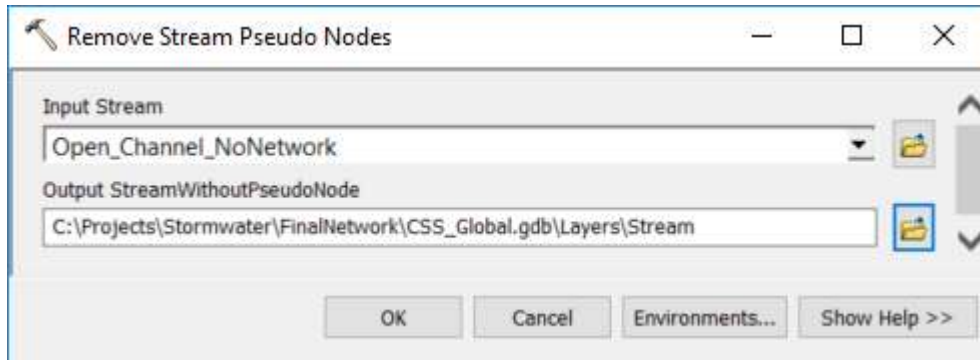 Remove Stream Pseudo Nodes
Input Stream
Open_Channel_NoNetwork
Output StreamWithoutPseudoNode
C:\Projects\Stormwater\FinalNetwork\CSS_Global.gdb\Layers\Stream
OK Cancel Environments... Show Help >>